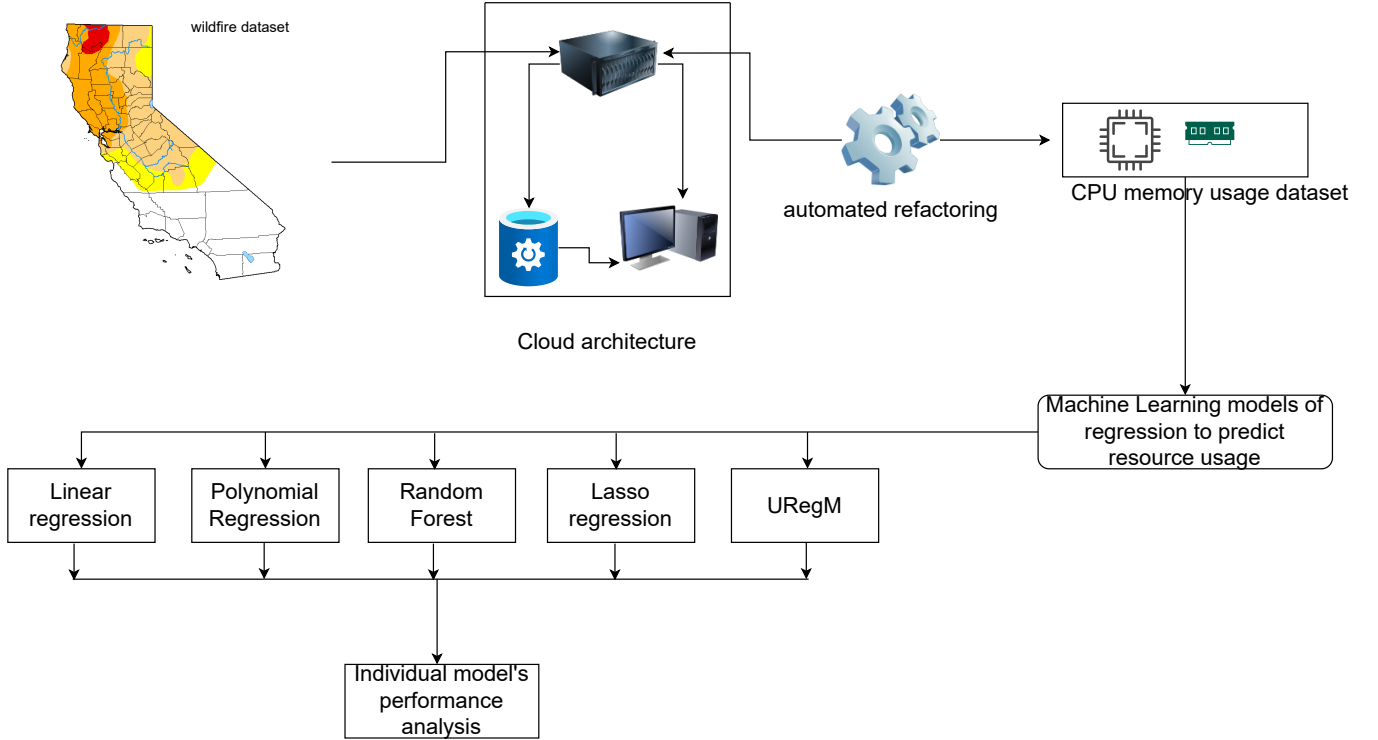 wildfire dataset
Cloud architecture
automated refactoring
CPU memory usage dataset
Machine Learning models of
regression to predict
resource usage
Linear
regression
Polynomial
Regression
Random
Forest
Lasso
regression
URegM
Individual model's
performance
analysis